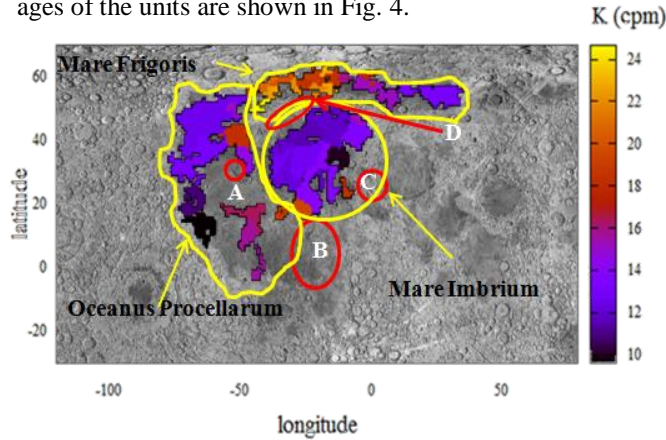 ages of the units are shown in Fig. 4.
K (cpm)
Mare Frigoris
60
40
20
0
-20
latitude
A
B
C
D
Oceanus Procellarum
Mare Imbrium
24
22
20
18
16
14
12
10
-100
-50
0
50
longitude